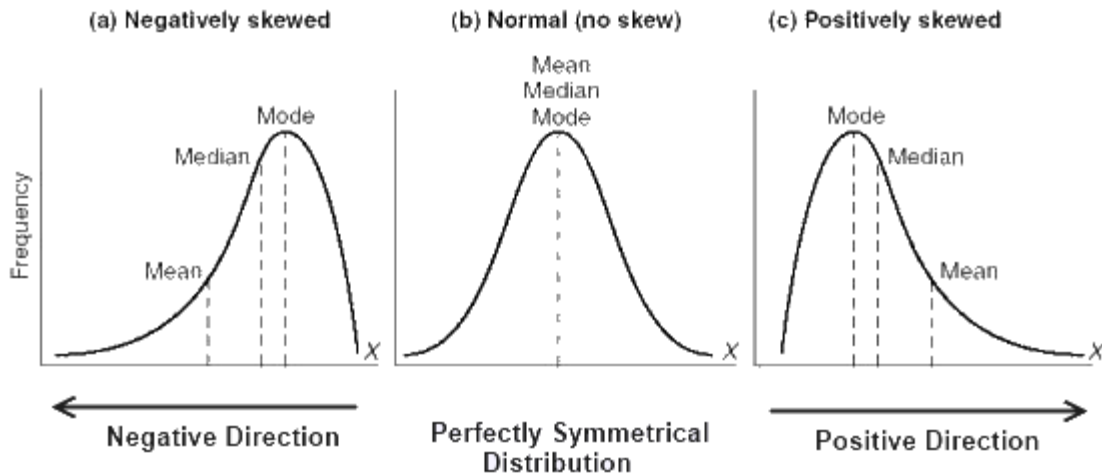 (a) Negatively skewed
(b) Normal (no skew)
(c) Positively skewed
Frequency
Mode
Median
Mean
X
Mean
Median
Mode
X
Mode
Median
Mean
X
Negative Direction
Perfectly Symmetrical
Distribution
Positive Direction